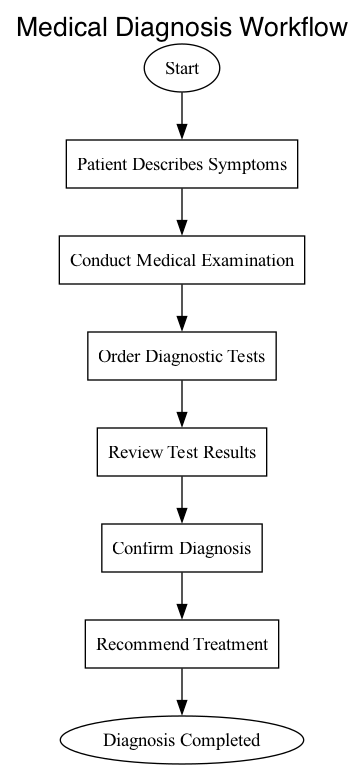 Medical Diagnosis Workflow
Start
Patient Describes Symptoms
Conduct Medical Examination
Order Diagnostic Tests
Review Test Results
Confirm Diagnosis
Recommend Treatment
Diagnosis Completed